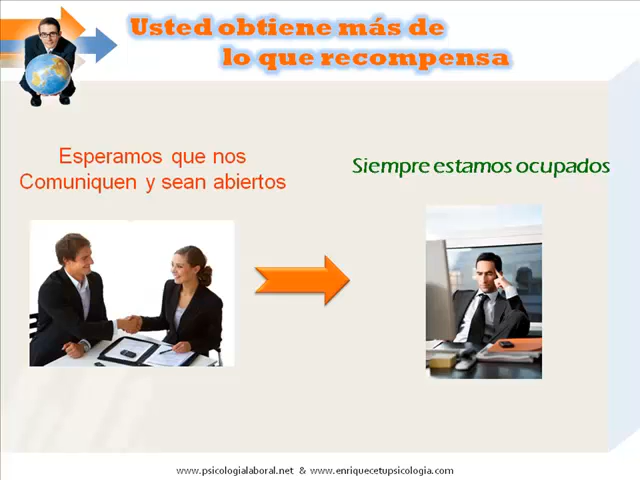 Usted obtiene más de
lo que recompensa
Esperamos que nos
Comuniquen y sean abiertos
Siempre estamos ocupados
www.psicologialaboral.net & www.enriquecetupsicologia.com